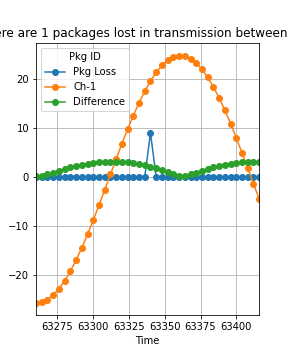 ere are 1 packages lost in transmission between
Pkg ID
Pkg Loss
Ch-1
Difference
20
10
0
−10
−20
63275 63300 63325 63350 63375 63400
Time